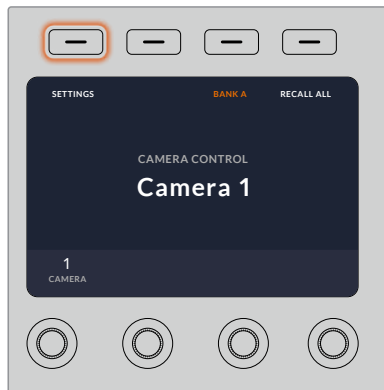 SETTINGS BANK A RECALL ALL
CAMERA CONTROL
Camera 1
1
CAMERA